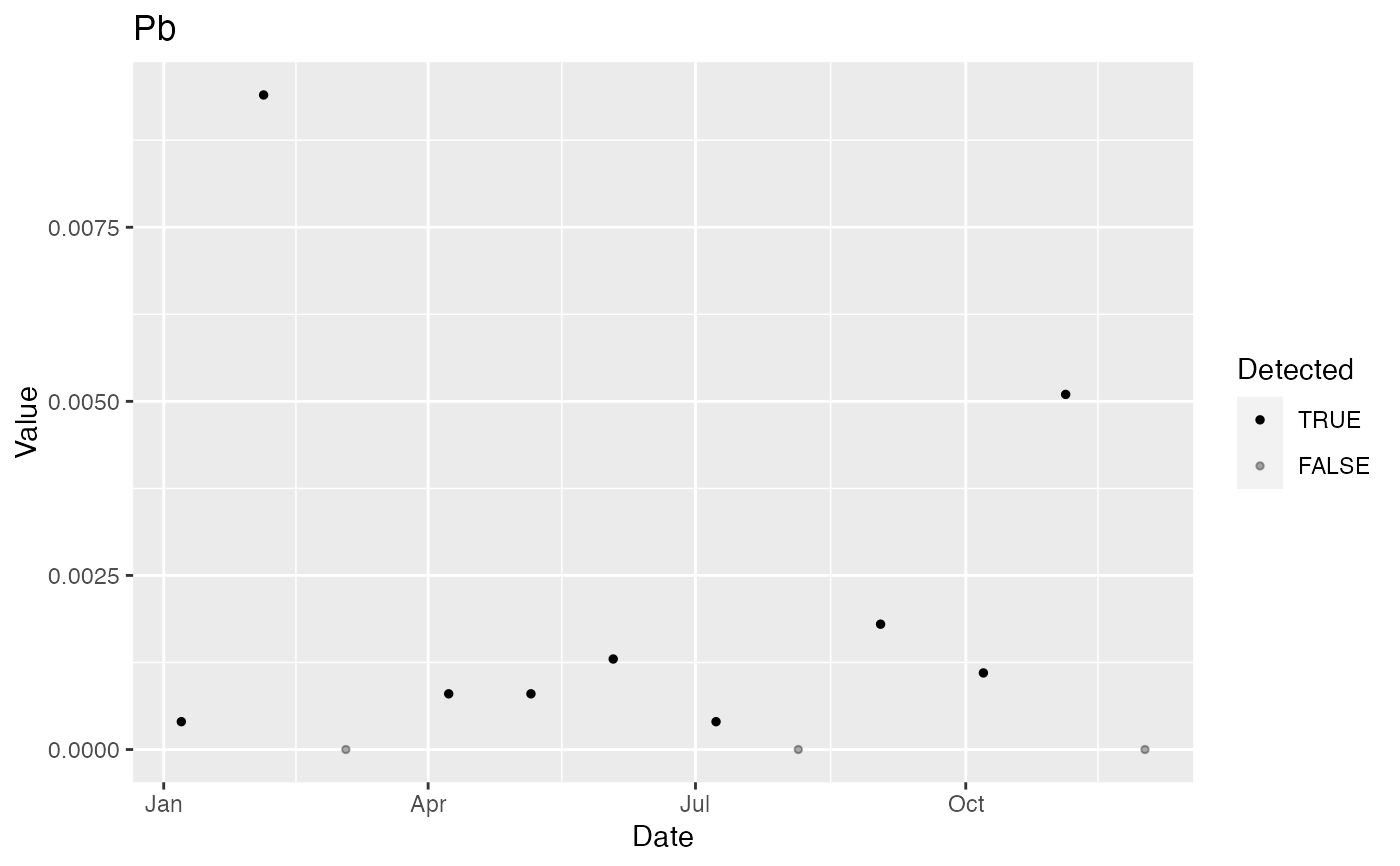 Pb
Value
0.0075
0.0050
0.0025
0.0000
Jan
Apr
Jul
Oct
Date
Detected
TRUE
FALSE